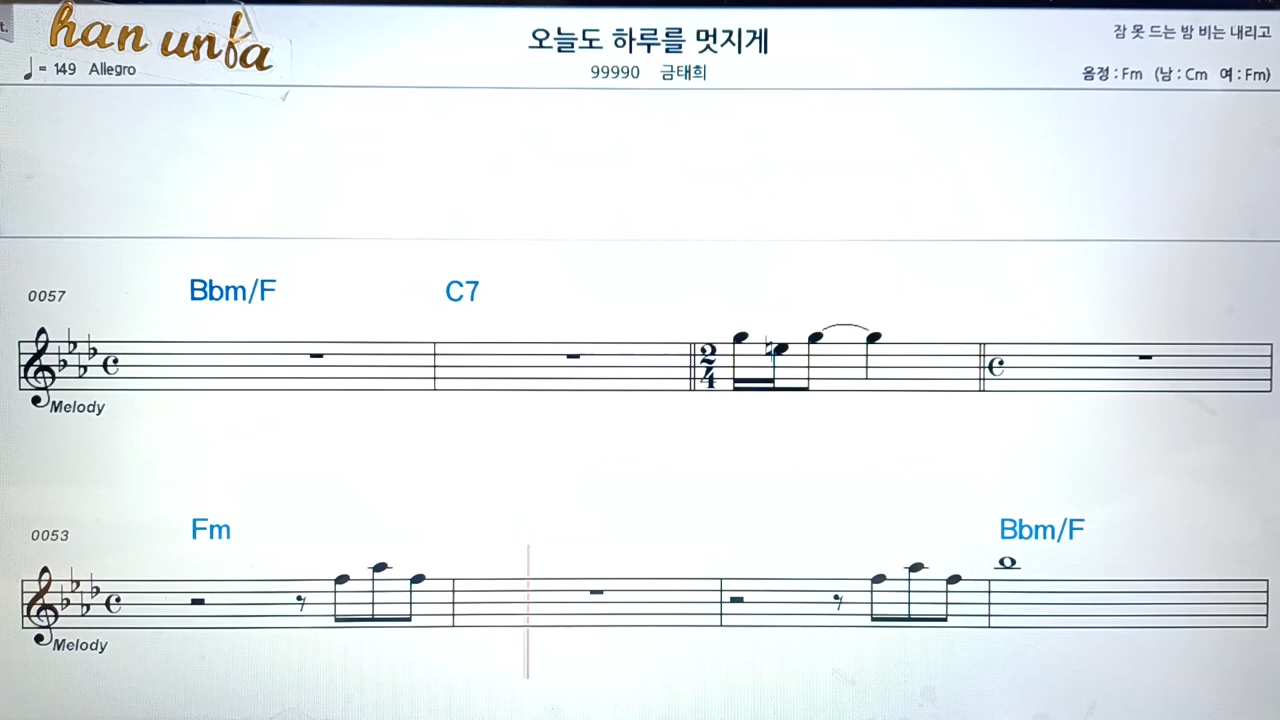 t.
han unfa
♩= 149 Allegro
오늘도 하루를 멋지게
99990 금태희
잠 못 드는 밤 비는 내리고
음정 : Fm (남 : Cm 여 : Fm)
0057
Bbm/F C7
2
4
Melody
0053
Fm Bbm/F
Melody